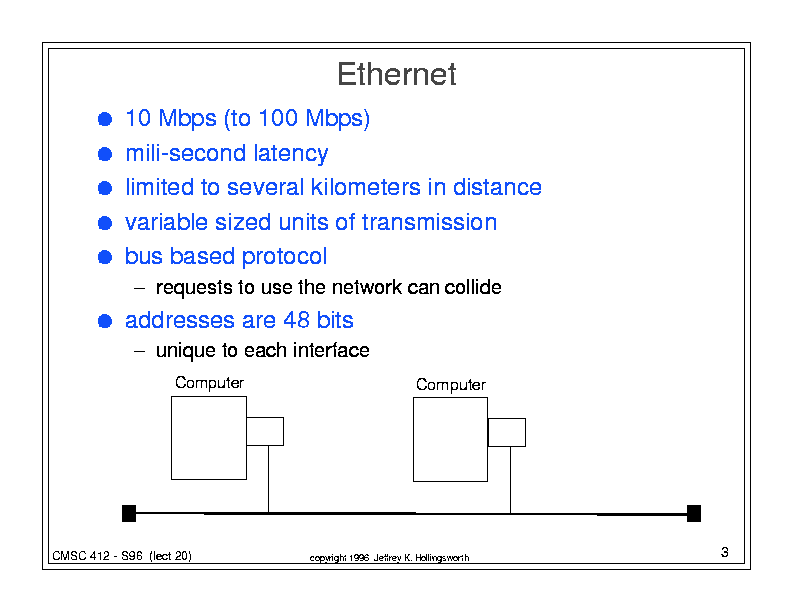 Ethernet
● 10 Mbps (to 100 Mbps)
● mili-second latency
● limited to several kilometers in distance
● variable sized units of transmission
● bus based protocol
– requests to use the network can collide
● addresses are 48 bits
– unique to each interface
Computer
Computer
CMSC 412 - S96 (lect 20)
copyright 1996 Jeffrey K. Hollingsworth
3